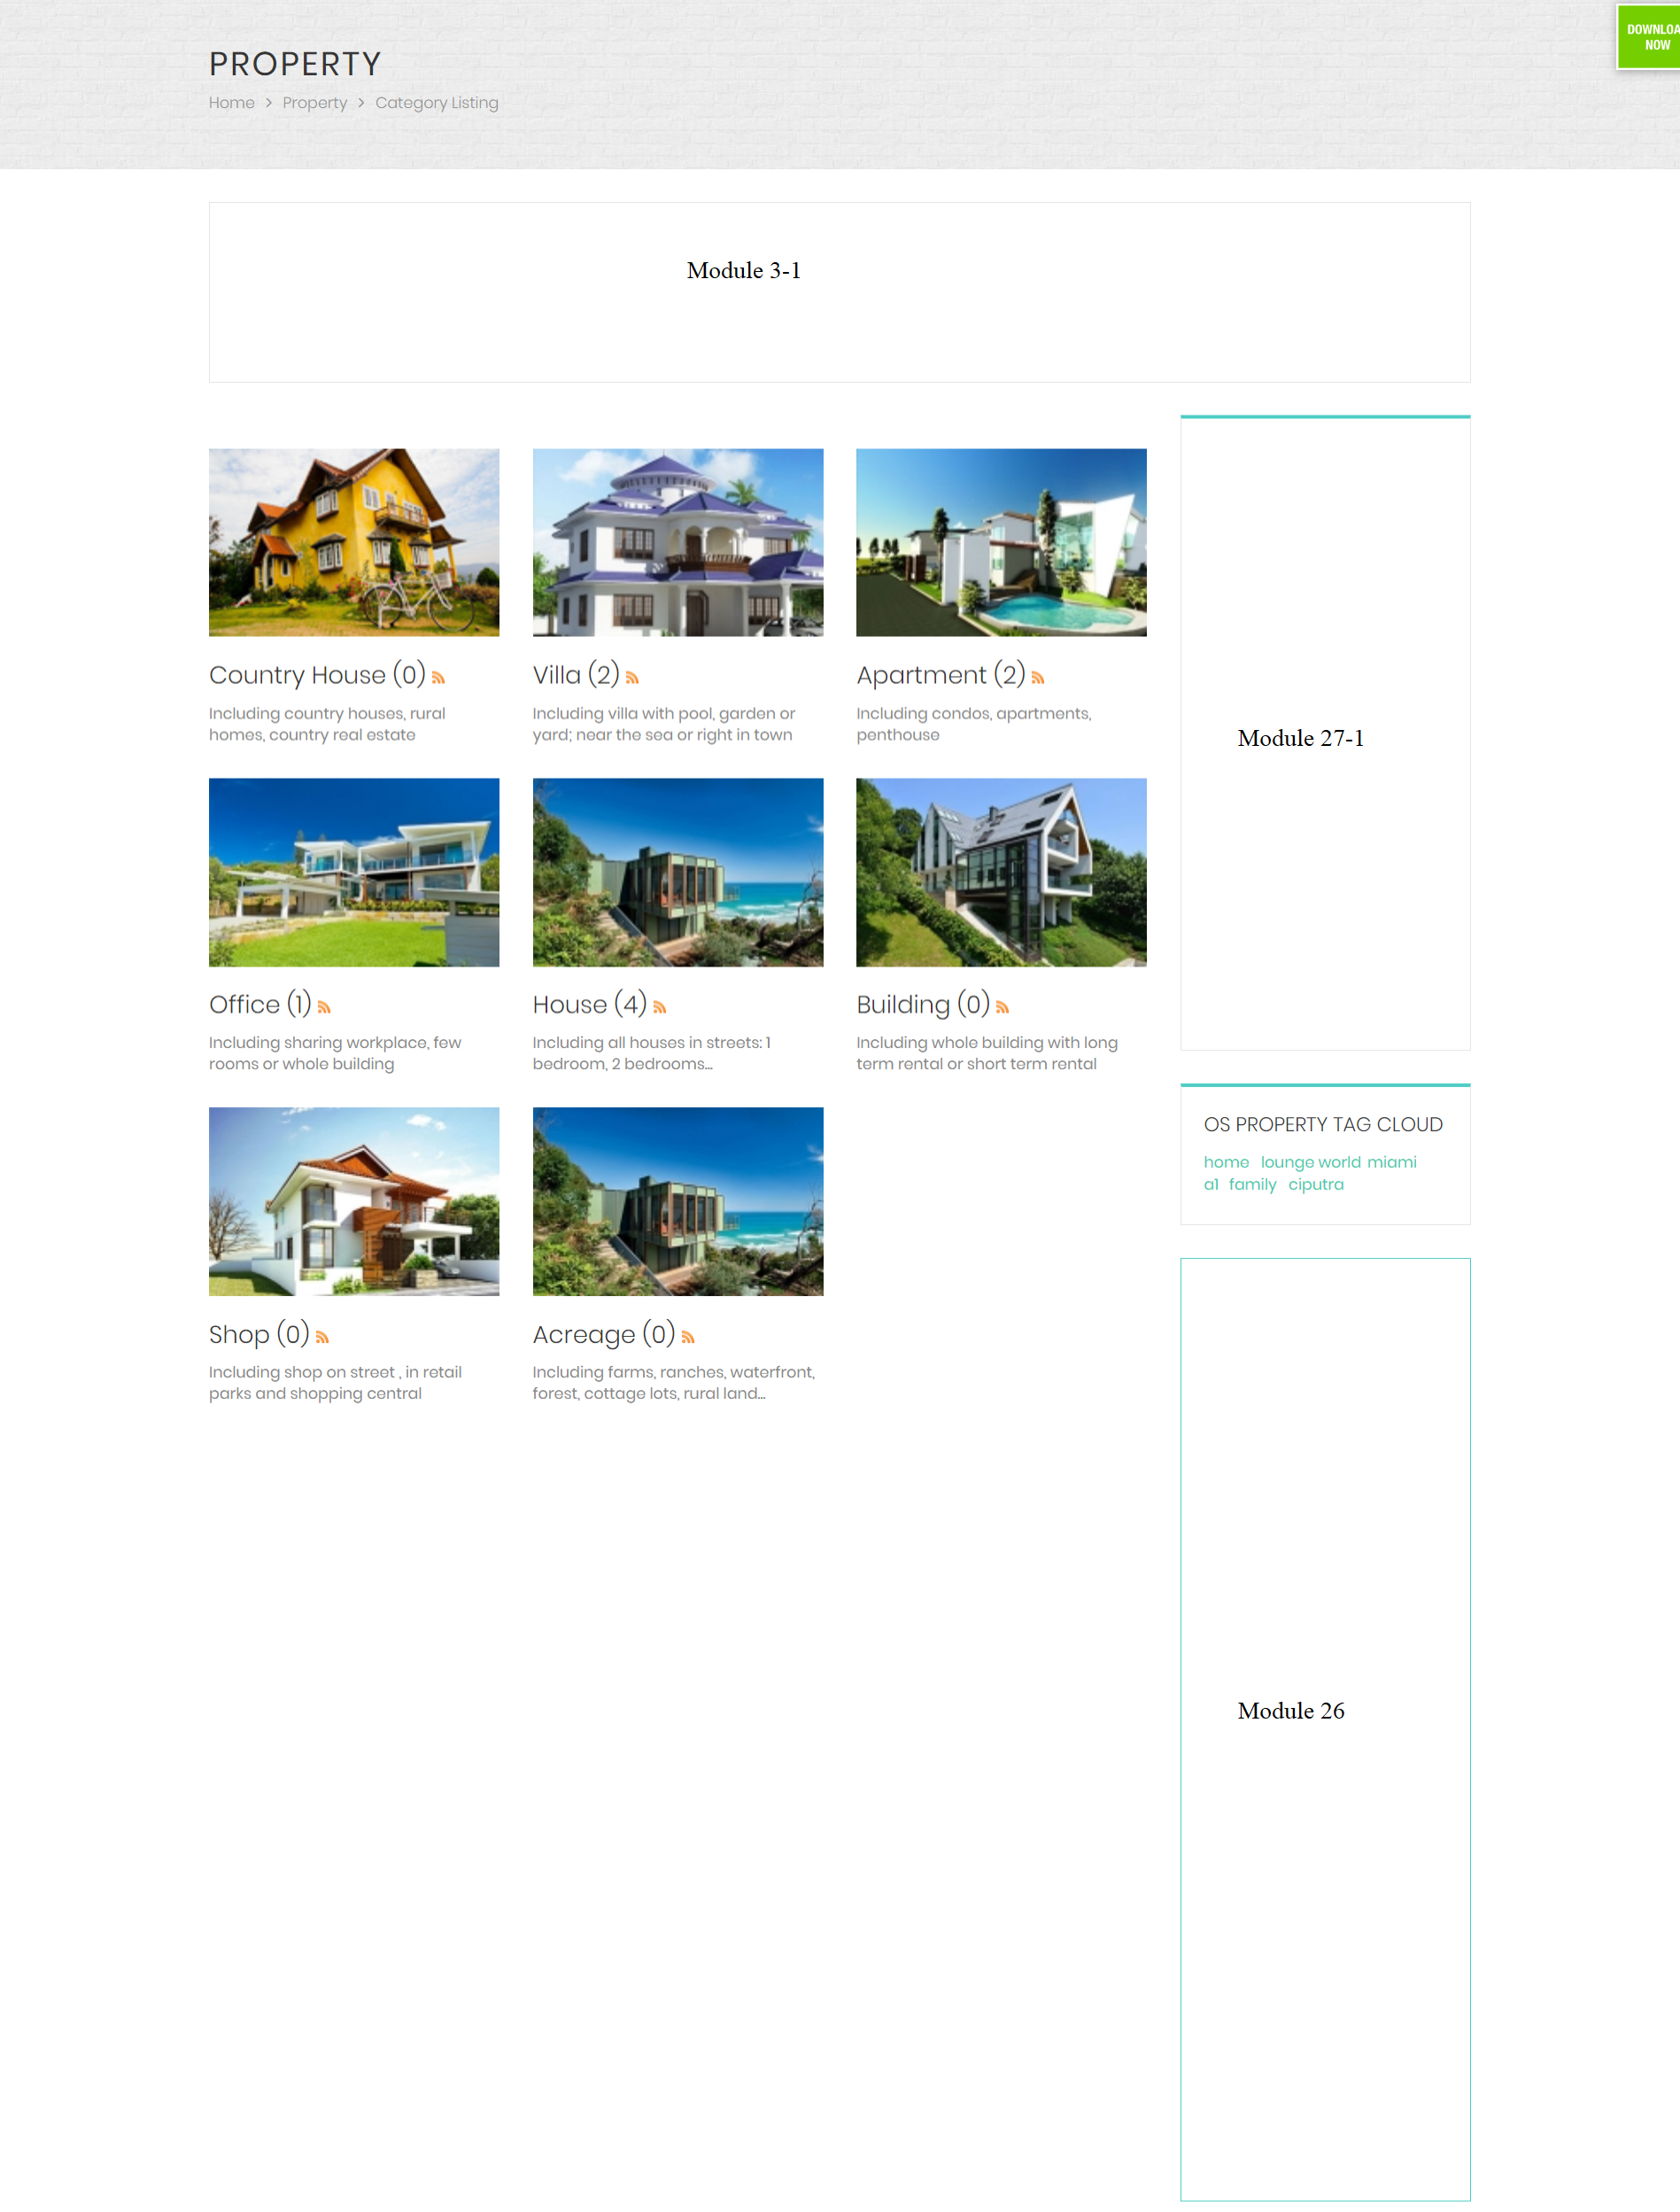 DOWNLOA
NOW
PROPERTY
Home > Property > Category Listing
Module 3-1
Country House (0)
Including country houses, rural
homes, country real estate
Villa (2)
Including villa with pool, garden or
yard; near the sea or right in town
Apartment (2)
Including condos, apartments,
penthouse
Office (1)
Including sharing workplace, few
rooms or whole building
House (4)
Including all houses in streets: 1
bedroom, 2 bedrooms...
Building (0)
Including whole building with long
term rental or short term rental
Shop (0)
Including shop on street , in retail
parks and shopping central
Acreage (0)
Including farms, ranches, waterfront,
forest, cottage lots, rural land...
Module 27-1
OS PROPERTY TAG CLOUD
home lounge world miami
a1 family ciputra
Module 26